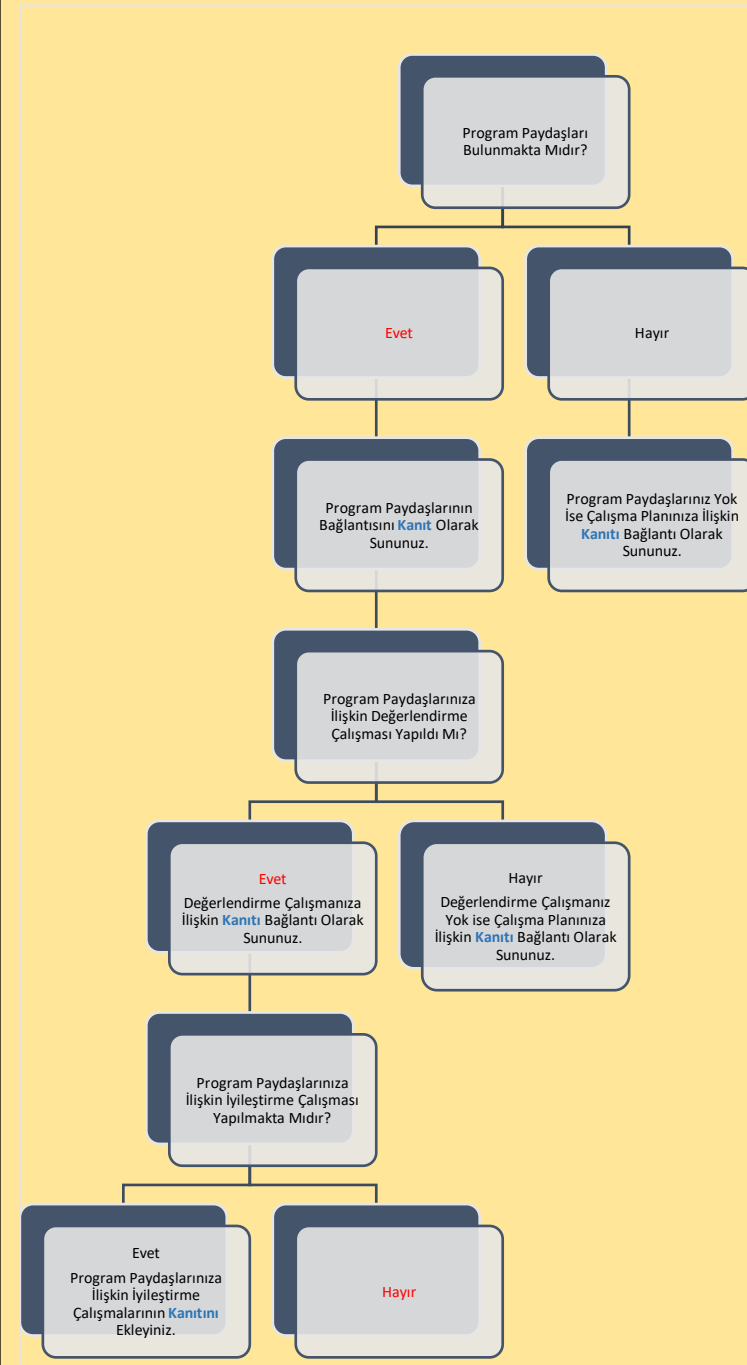 Program Paydaşları
Bulunmakta Mıdır?
Evet
Hayır
Program Paydaşlarının
Bağlantısını Kanıt Olarak
Sununuz.
Program Paydaşlarınız Yok
İse Çalışma Planınıza İlişkin
Kanıtı Bağlantı Olarak
Sununuz.
Program Paydaşlarınıza
İlişkin Değerlendirme
Çalışması Yapıldı Mı?
Evet
Değerlendirme Çalışmanıza
İlişkin Kanıtı Bağlantı Olarak
Sununuz.
Hayır
Değerlendirme Çalışmanız
Yok ise Çalışma Planınıza
İlişkin Kanıtı Bağlantı Olarak
Sununuz.
Program Paydaşlarınıza
İlişkin İyileştirme Çalışması
Yapılmakta Mıdır?
Evet
Program Paydaşlarınıza
İlişkin İyileştirme
Çalışmalarının Kanıtını
Ekleyiniz.
Hayır